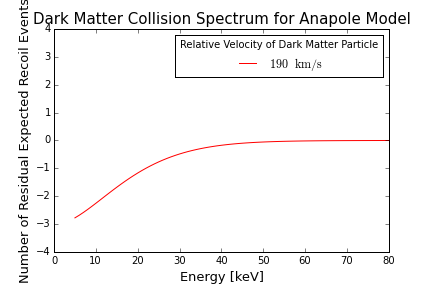 Dark Matter Collision Spectrum for Anapole Model
Number of Residual Expected Recoil Events
4
3
2
1
0
−1
−2
−3
−4
Relative Velocity of Dark Matter Particle
190 km/s
0 10 20 30 40 50 60 70 80
Energy [keV]